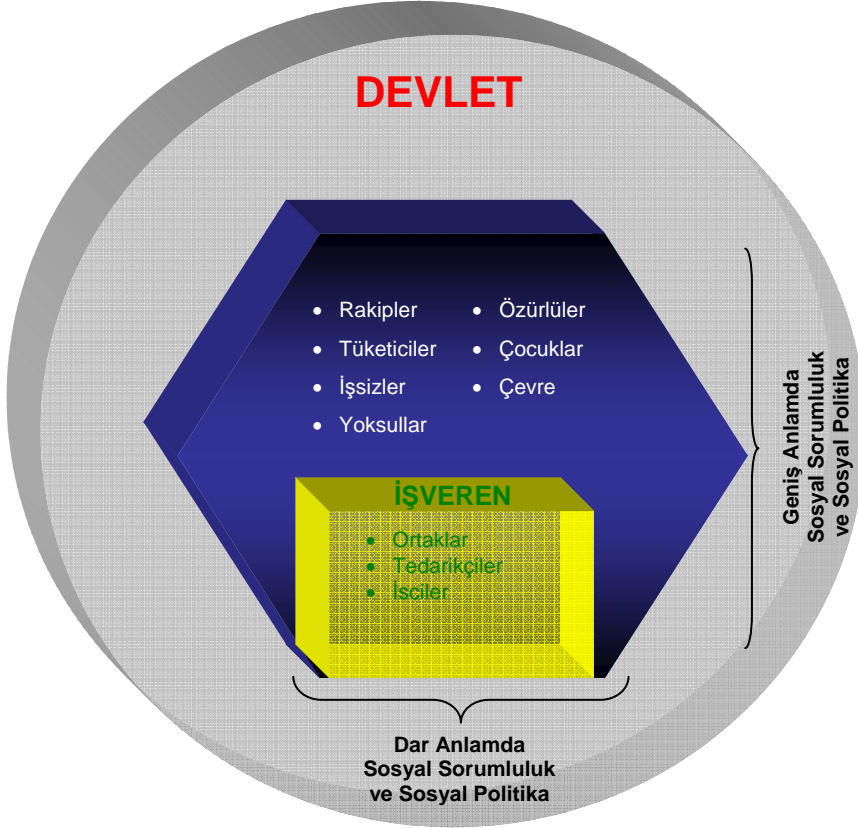 DEVLET
• Rakipler
• Tüketiciler
• İşsizler
• Yoksullar
• Özürlüler
• Çocuklar
• Çevre
İŞVEREN
• Ortaklar
• Tedarikçiler
• İsciler
Geniş Anlamda
Sosyal Sorumluluk
ve Sosyal Politika
Dar Anlamda
Sosyal Sorumluluk
ve Sosyal Politika